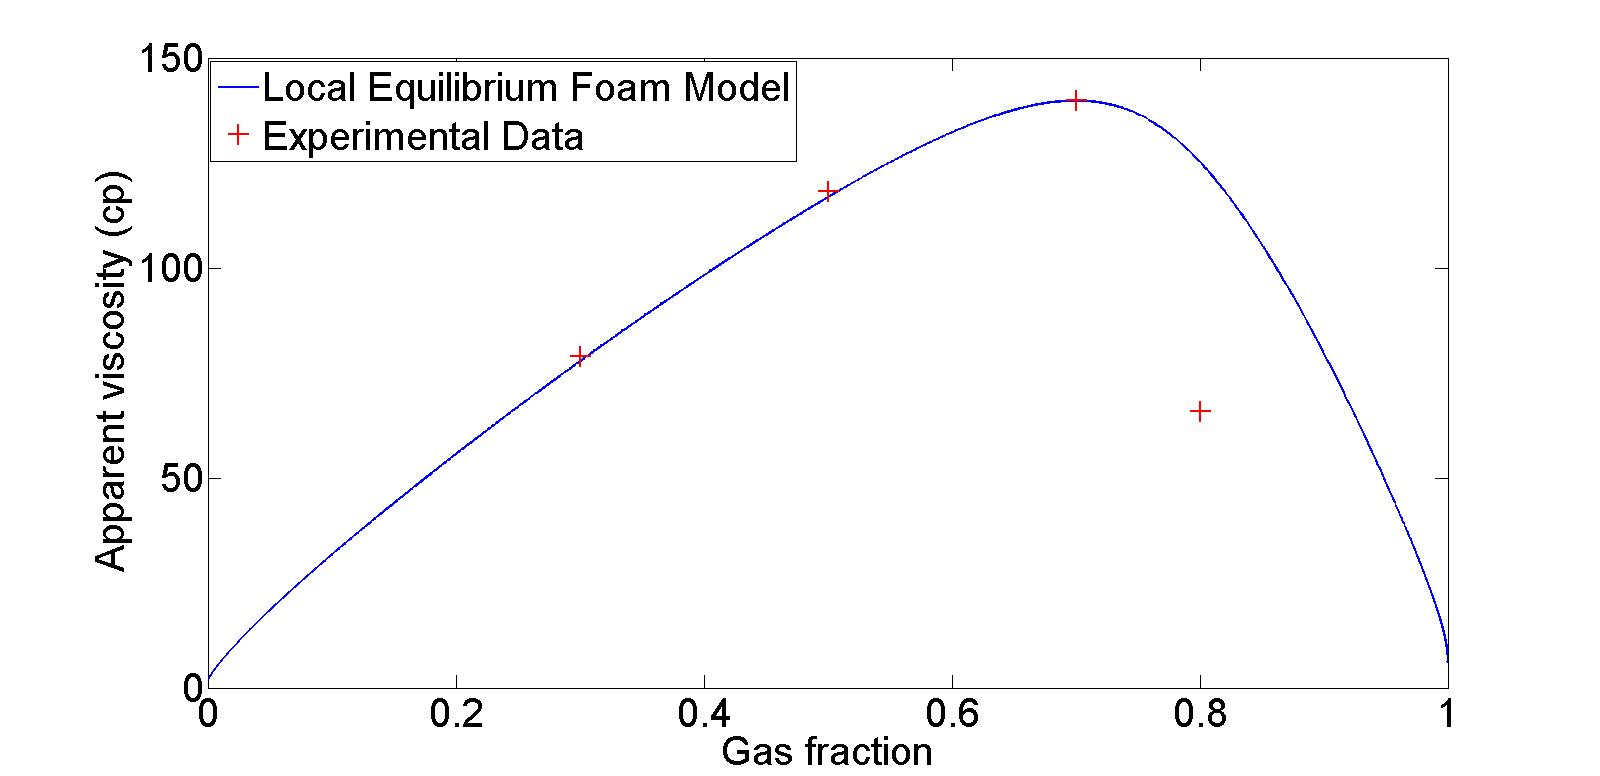 150
Local Equilibrium Foam Model
Experimental Data
100
50
0
Apparent viscosity (cp)
0 0.2 0.4 0.6 0.8 1
Gas fraction